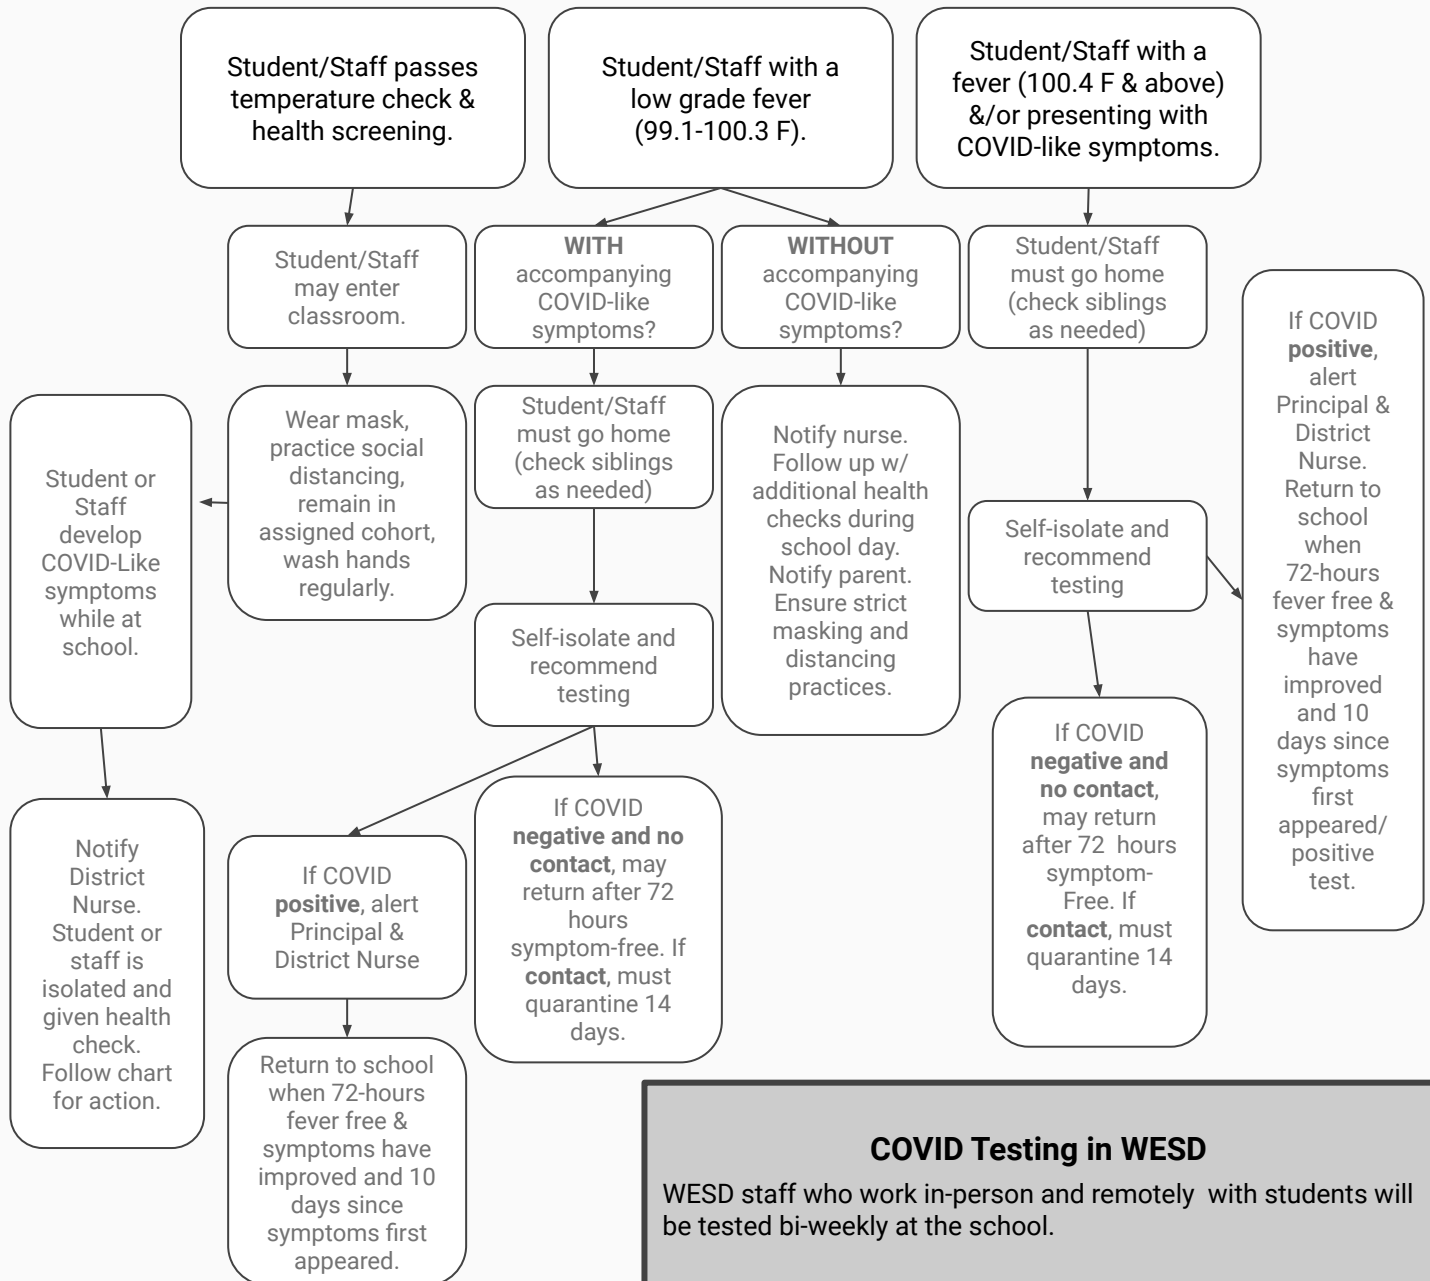 Student/Staff passes
temperature check &
health screening.
Student/Staff with a
low grade fever
(99.1-100.3 F).
Student/Staff with a
fever (100.4 F & above)
&/or presenting with
COVID-like symptoms.
Student/Staff
may enter
classroom.
WITH
accompanying
COVID-like
symptoms?
WITHOUT
accompanying
COVID-like
symptoms?
Student/Staff
must go home
(check siblings
as needed)
If COVID
positive,
alert
Principal &
District
Nurse.
Return to
school
when
72-hours
fever free &
symptoms
have
improved
and 10
days since
symptoms
first
appeared/
positive
test.
Student or
Staff
develop
COVID-Like
symptoms
while at
school.
Wear mask,
practice social
distancing,
remain in
assigned cohort,
wash hands
regularly.
Student/Staff
must go home
(check siblings
as needed)
Notify nurse.
Follow up w/
additional health
checks during
school day.
Notify parent.
Ensure strict
masking and
distancing
practices.
Self-isolate and
recommend
testing
Self-isolate and
recommend
testing
If COVID
negative and
no contact,
may return
after 72  hours
symptom-
Free. If
contact, must
quarantine 14
days.
Notify
District
Nurse.
Student or
staff is
isolated and
given health
check.
Follow chart
for action.
If COVID
positive, alert
Principal &
District Nurse
If COVID
negative and no
contact, may
return after 72
hours
symptom-free. If
contact, must
quarantine 14
days.
Return to school
when 72-hours
fever free &
symptoms have
improved and 10
days since
symptoms first
appeared.
COVID Testing in WESD
WESD staff who work in-person and remotely  with students will
be tested bi-weekly at the school.